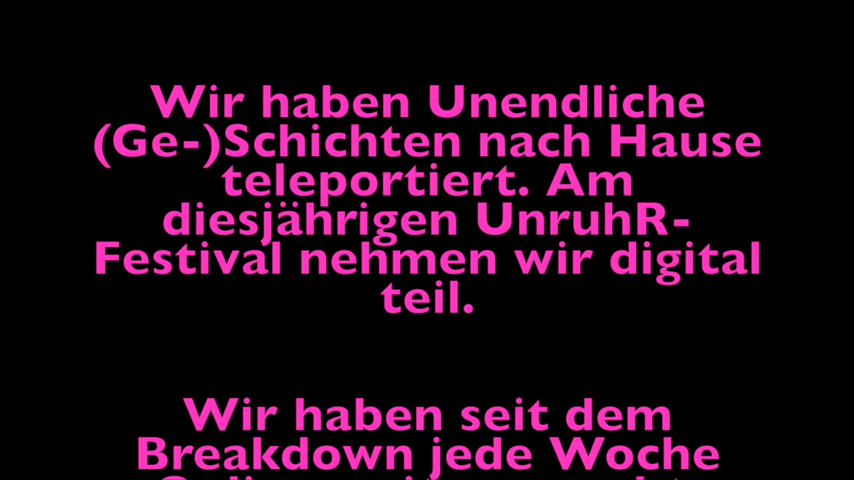 Wir haben Unendliche
(Ge-)Schichten nach Hause
teleportiert. Am
diesjährigen UnruhR-
Festival nehmen wir digital
teil.
Wir haben seit dem
Breakdown jede Woche